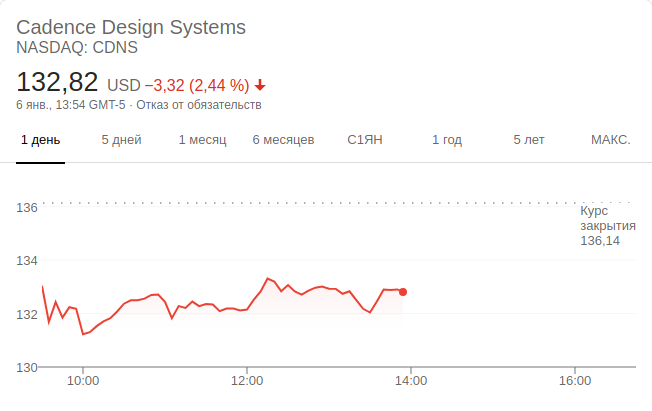 Cadence Design Systems
NASDAQ: CDNS
132,82 USD −3,32 (2,44 %)
6 янв., 13:54 GMT-5 · Отказ от обязательств
1 день 5 дней 1 месяц 6 месяцев С1ЯН 1 год 5 лет МАКС.
136
Курс
закрытия
136,14
134
132
130
10:00 12:00 14:00 16:00